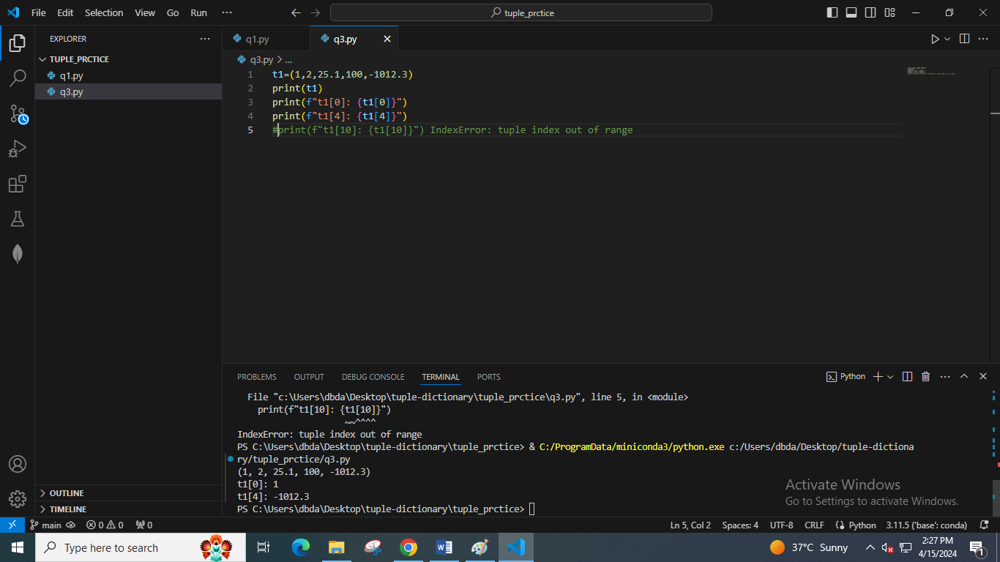 File Edit Selection View Go Run ··· tuple_prctice
EXPLORER ···
TUPLE_PRCTICE
q1.py
q3.py
OUTLINE
TIMELINE
q1.py q3.py
q3.py > ...
1 t1=(1,2,25.1,100,-1012.3)
2 print(t1)
3 print(f"t1[0]: {t1[0]}")
4 print(f"t1[4]: {t1[4]}")
5 #print(f"t1[10]: {t1[10]}") IndexError: tuple index out of range
PROBLEMS OUTPUT DEBUG CONSOLE TERMINAL PORTS Python
File "c:\Users\dbda\Desktop\tuple-dictionary\tuple_prctice\q3.py", line 5, in <module>
print(f"t1[10]: {t1[10]}")
~~^^^^
IndexError: tuple index out of range
PS C:\Users\dbda\Desktop\tuple-dictionary\tuple_prctice> & C:/ProgramData/miniconda3/python.exe c:/Users/dbda/Desktop/tuple-dictiona
ry/tuple_prctice/q3.py
(1, 2, 25.1, 100, -1012.3)
t1[0]: 1
t1[4]: -1012.3
PS C:\Users\dbda\Desktop\tuple-dictionary\tuple_prctice>
Activate Windows
Go to Settings to activate Windows.
main 0 0 0 Ln 5, Col 2 Spaces: 4 UTF-8 CRLF Python 3.11.5 ('base': conda)
Type here to search 37°C Sunny 2:27 PM
4/15/2024
1